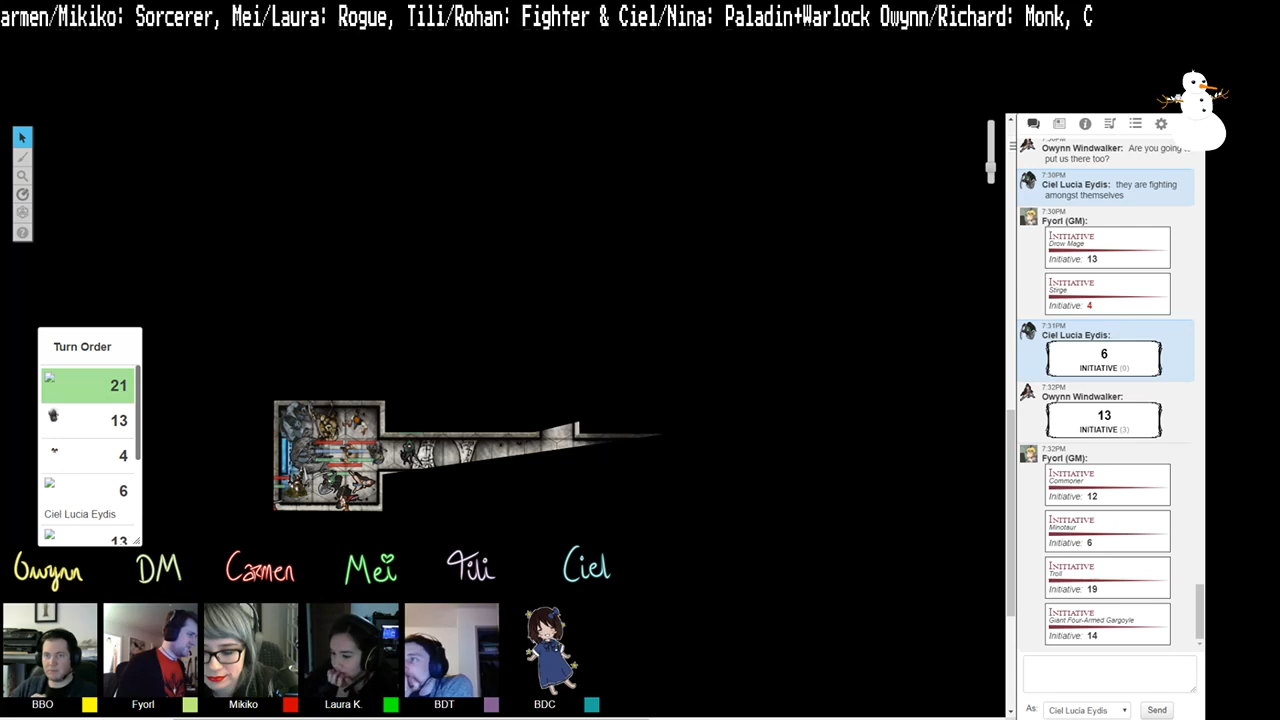 armen/Mikiko: Sorcerer, Mei/Laura: Rogue, Tili/Rohan: Fighter & Ciel/Nina: Paladin+Warlock Owynn/Richard: Monk, C
Owynn Windwalker: Are you going to
put us there too?
7:30PM
Ciel Lucia Eydis: they are fighting
amongst themselves
7:30PM
Fyorl (GM):
INITIATIVE
Drow Mage
Initiative: 13
INITIATIVE
Stirge
Initiative: 4
7:31PM
Ciel Lucia Eydis:
6
INITIATIVE (0)
7:32PM
Owynn Windwalker:
13
INITIATIVE (3)
7:32PM
Fyorl (GM):
INITIATIVE
Commoner
Initiative: 12
INITIATIVE
Minotaur
Initiative: 6
INITIATIVE
Troll
Initiative: 19
INITIATIVE
Giant Four-Armed Gargoyle
Initiative: 14
As: Ciel Lucia Eydis Send
Turn Order
21
13
4
6
Ciel Lucia Eydis
13
Owynn DM Carmen Mei Tili Ciel
BBO Fyorl Mikiko Laura K. BDT BDC